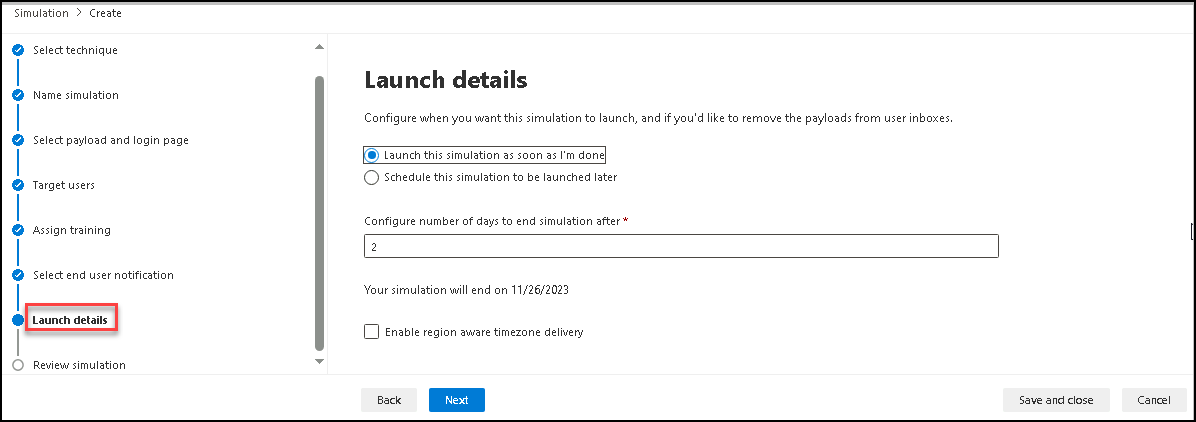 Simulation > Create
Select technique
Name simulation
Select payload and login page
Target users
Assign training
Select end user notification
Launch details
Review simulation
Launch details
Configure when you want this simulation to launch, and if you'd like to remove the payloads from user inboxes.
Launch this simulation as soon as I'm done
Schedule this simulation to be launched later
Configure number of days to end simulation after *
2
Your simulation will end on 11/26/2023
Enable region aware timezone delivery
Back
Next
Save and close
Cancel